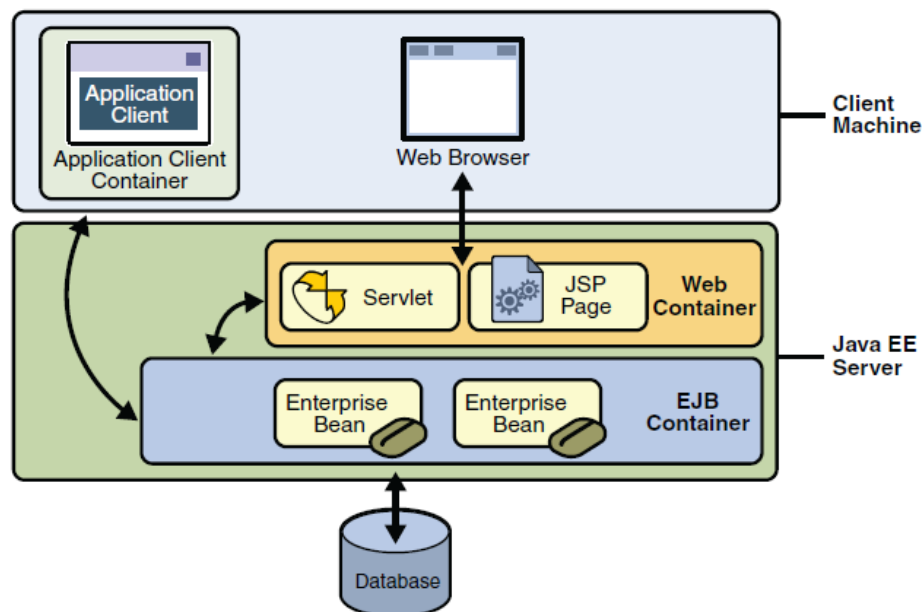 Application
Client
Application Client
Container
Web Browser
Client
Machine
Servlet
JSP
Page
Web
Container
Java EE
Server
Enterprise
Bean
Enterprise
Bean
EJB
Container
Database